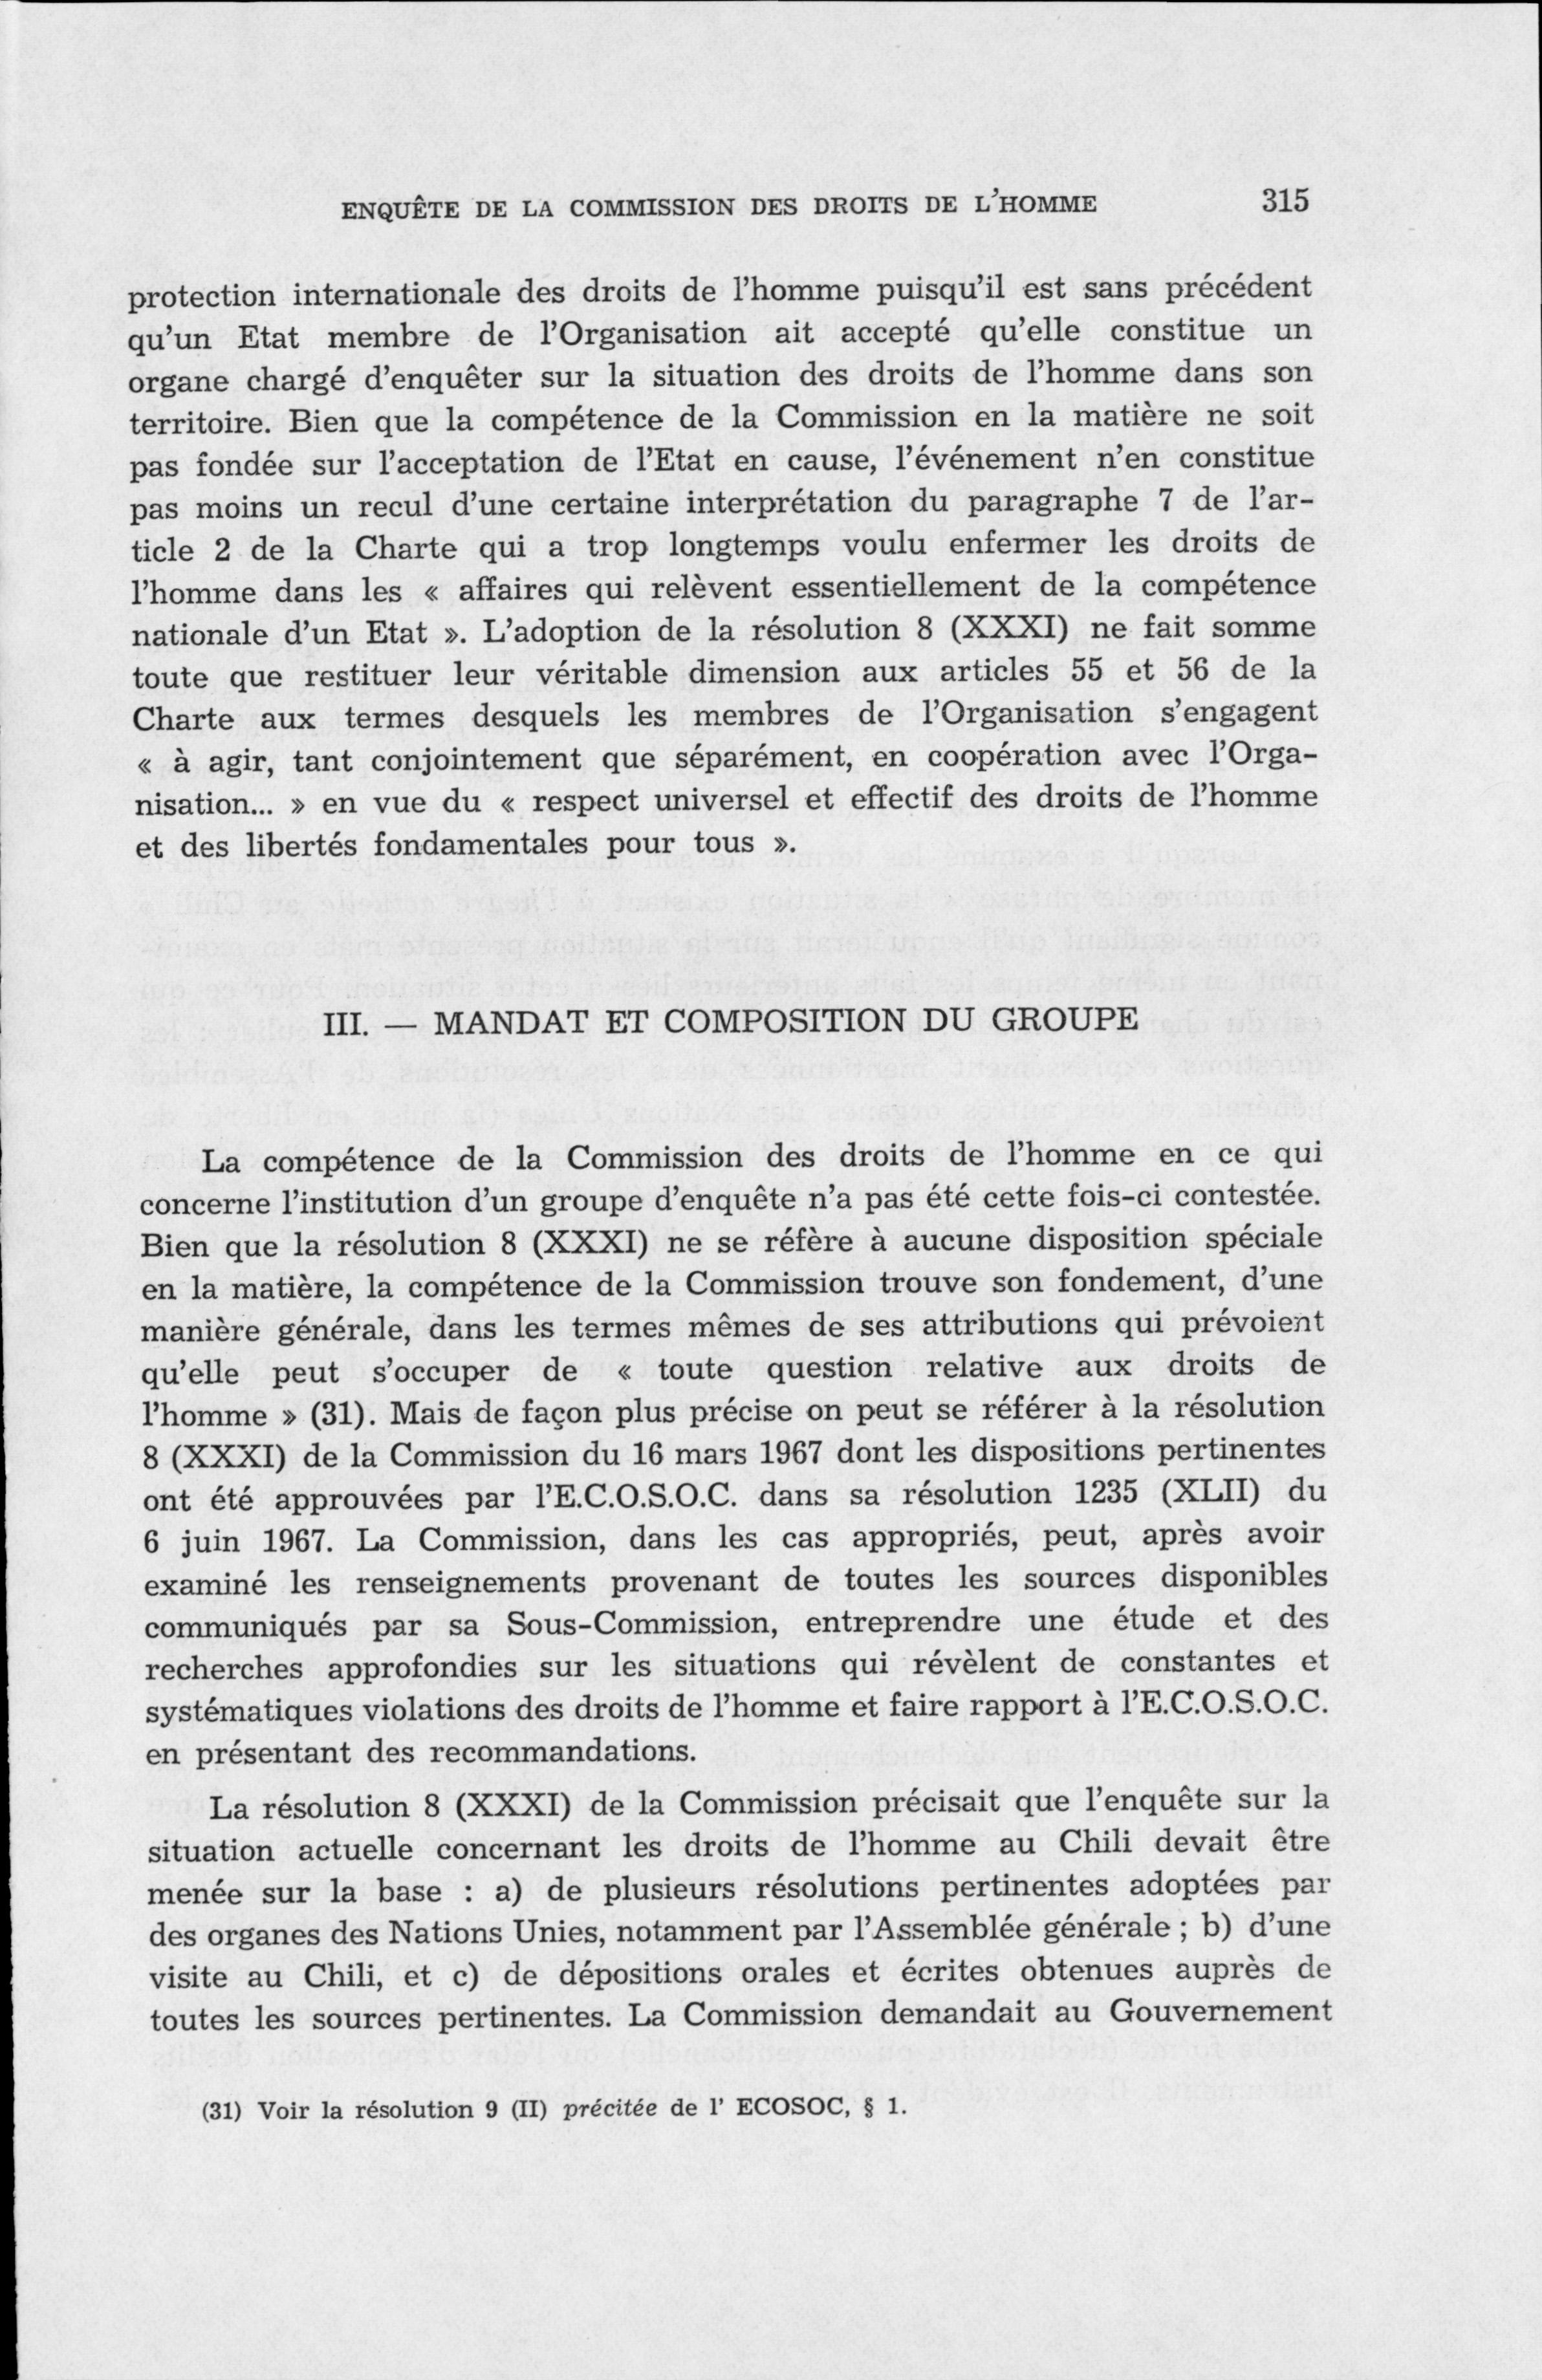 ENQUÊTE DE LA COMMISSION DES DROITS DE L'HOMME 315
protection internationale des droits de l'homme puisqu'il est sans précédent
qu'un Etat membre de l'Organisation ait accepté qu'elle constitue un
organe chargé d'enquêter sur la situation des droits de l'homme dans son
territoire. Bien que la compétence de la Commission en la matière ne soit
pas fondée sur l'acceptation de l'Etat en cause, l'événement n'en constitue
pas moins un recul d'une certaine interprétation du paragraphe 7 de l'ar-
ticle 2 de la Charte qui a trop longtemps voulu enfermer les droits de
l'homme dans les « affaires qui relèvent essentiellement de la compétence
nationale d'un Etat ». L'adoption de la résolution 8 (XXXI) ne fait somme
toute que restituer leur véritable dimension aux articles 55 et 56 de la
Charte aux termes desquels les membres de l'Organisation s'engagent
« à agir, tant conjointement que séparément, en coopération avec l'Orga-
nisation... » en vue du « respect universel et effectif des droits de l'homme
et des libertés fondamentales pour tous ».
III. — MANDAT ET COMPOSITION DU GROUPE
La compétence de la Commission des droits de l'homme en ce qui
concerne l'institution d'un groupe d'enquête n'a pas été cette fois-ci contestée.
Bien que la résolution 8 (XXXI) ne se réfère à aucune disposition spéciale
en la matière, la compétence de la Commission trouve son fondement, d'une
manière générale, dans les termes mêmes de ses attributions qui prévoient
qu'elle peut s'occuper de « toute question relative aux droits de
l'homme » (31). Mais de façon plus précise on peut se référer à la résolution
8 (XXXI) de la Commission du 16 mars 1967 dont les dispositions pertinentes
ont été approuvées par l'E.C.O.S.O.C. dans sa résolution 1235 (XLII) du
6 juin 1967. La Commission, dans les cas appropriés, peut, après avoir
examiné les renseignements provenant de toutes les sources disponibles
communiqués par sa Sous-Commission, entreprendre une étude et des
recherches approfondies sur les situations qui révèlent de constantes et
systématiques violations des droits de l'homme et faire rapport à l'E.C.O.S.O.C.
en présentant des recommandations.
La résolution 8 (XXXI) de la Commission précisait que l'enquête sur la
situation actuelle concernant les droits de l'homme au Chili devait être
menée sur la base : a) de plusieurs résolutions pertinentes adoptées par
des organes des Nations Unies, notamment par l'Assemblée générale ; b) d'une
visite au Chili, et c) de dépositions orales et écrites obtenues auprès de
toutes les sources pertinentes. La Commission demandait au Gouvernement
(31) Voir la résolution 9 (II) précitée de l' ECOSOC, § 1.